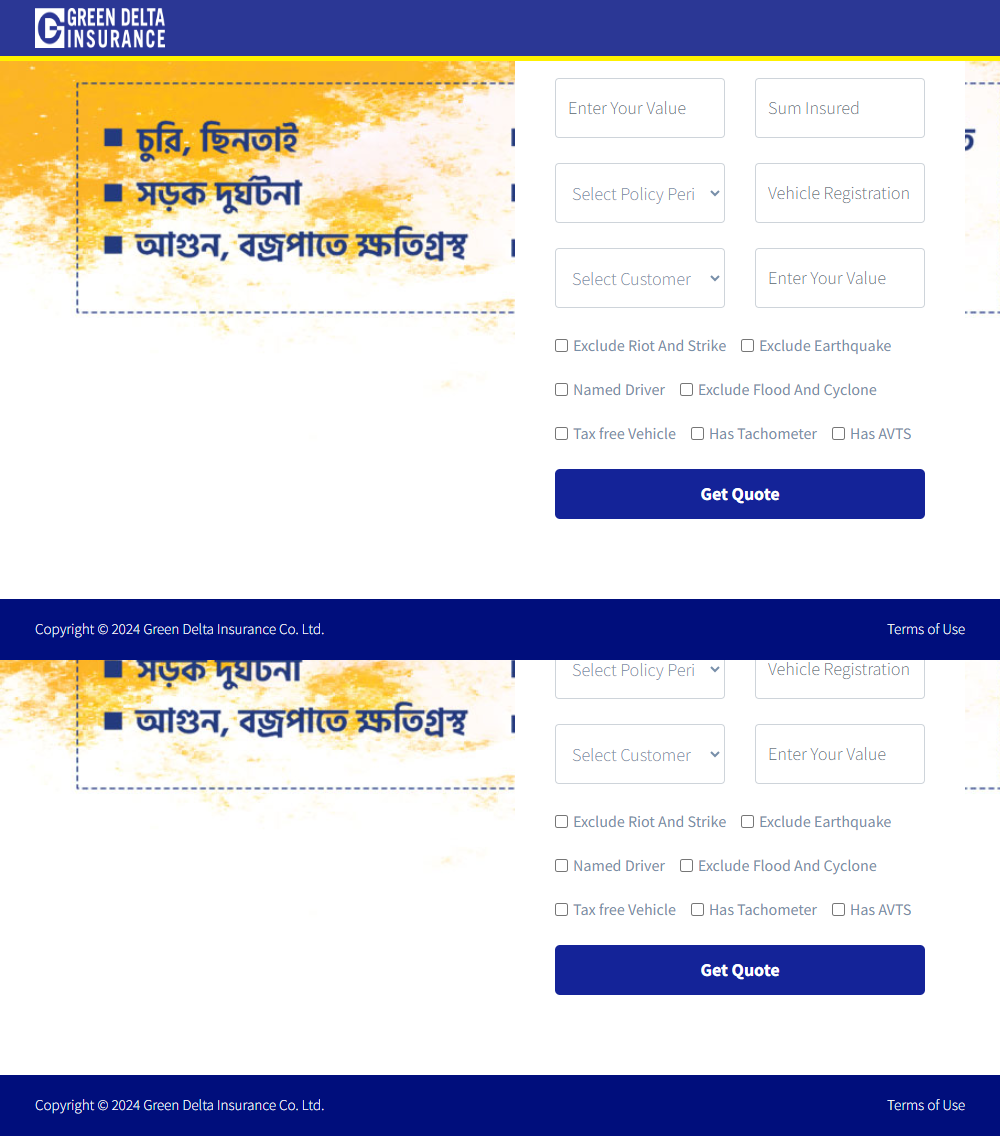 GREEN DELTA
INSURANCE
Enter Your Value
Sum Insured
চুরি, ছিনতাই
Select Policy Peri
Vehicle Registration
সড়ক দুর্ঘটনা
আগুন, বজ্রপাতে ক্ষতিগ্রস্থ
Select Customer
Enter Your Value
Exclude Riot And Strike
Exclude Earthquake
Named Driver
Exclude Flood And Cyclone
Tax free Vehicle
Has Tachometer
Has AVTS
Get Quote
Copyright © 2024 Green Delta Insurance Co. Ltd.
Terms of Use
সড়ক দুর্ঘটনা
Select Policy Peri
Vehicle Registration
আগুন, বজ্রপাতে ক্ষতিগ্রস্থ
Select Customer
Enter Your Value
Exclude Riot And Strike
Exclude Earthquake
Named Driver
Exclude Flood And Cyclone
Tax free Vehicle
Has Tachometer
Has AVTS
Get Quote
Copyright © 2024 Green Delta Insurance Co. Ltd.
Terms of Use